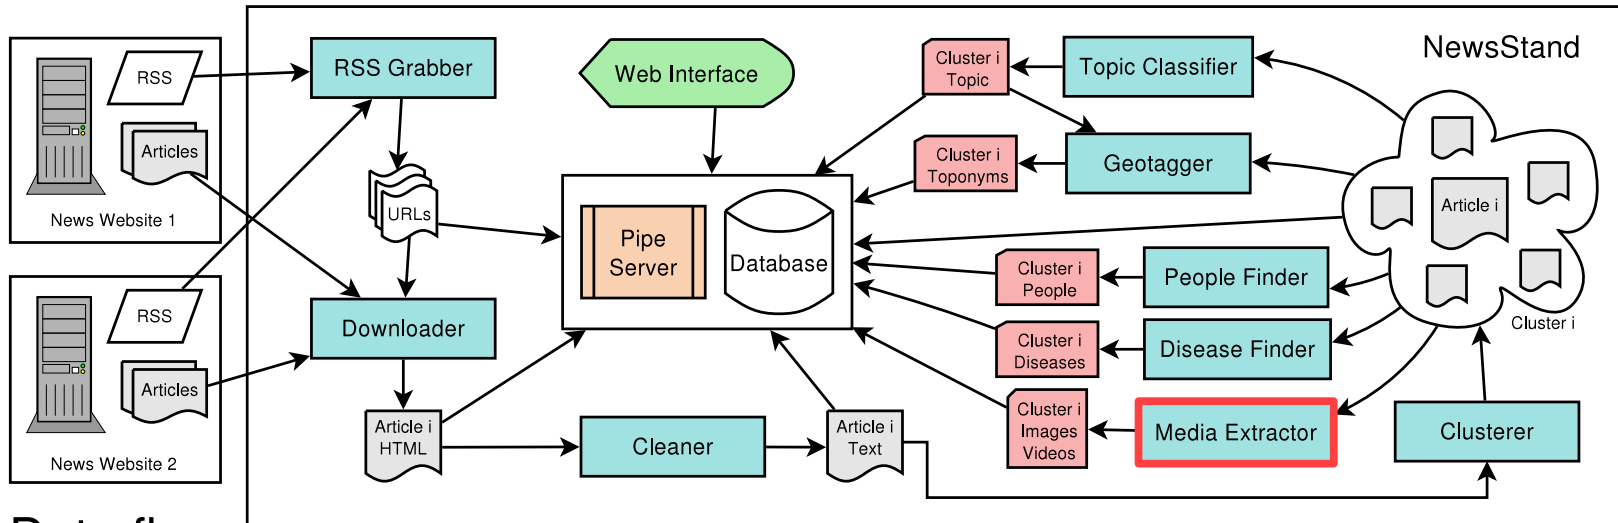 NewsStand
RSS
Articles
News Website 1
RSS
Articles
News Website 2
RSS Grabber
URLs
Downloader
Article i
HTML
Web Interface
Pipe
Server
Database
Cleaner
Article i
Text
Cluster i
Topic
Topic Classifier
Cluster i
Toponyms
Geotagger
Cluster i
People
People Finder
Cluster i
Diseases
Disease Finder
Cluster i
Images
Videos
Media Extractor
Article i
Cluster i
Clusterer